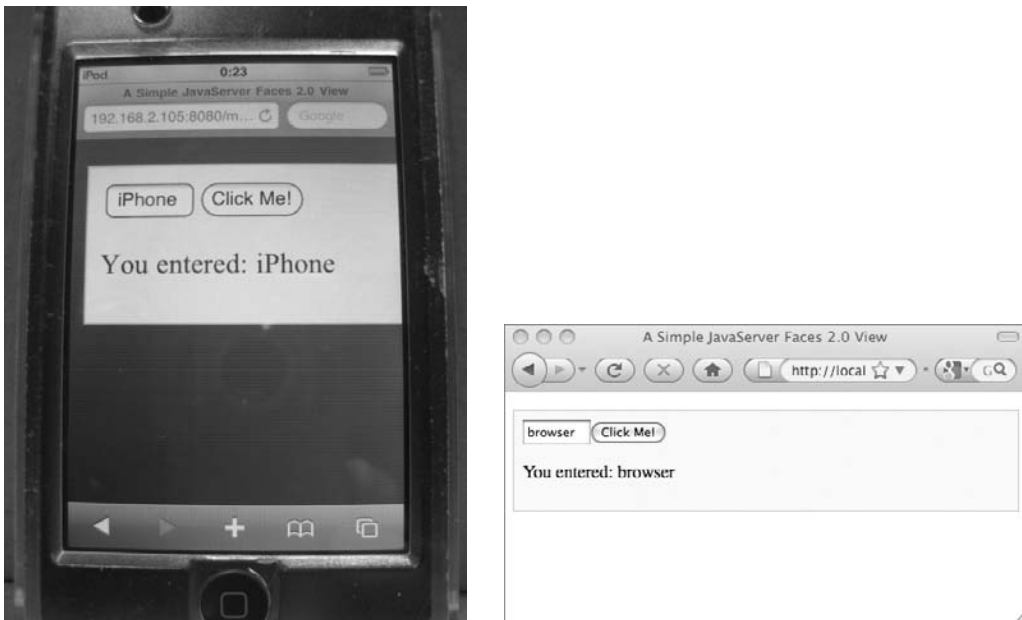 iPod 0:23
A Simple JavaServer Faces 2.0 View
192.168.2.105:8080/m... Google
iPhone Click Me!
You entered: iPhone
A Simple JavaServer Faces 2.0 View
http://local
browser Click Me!
You entered: browser